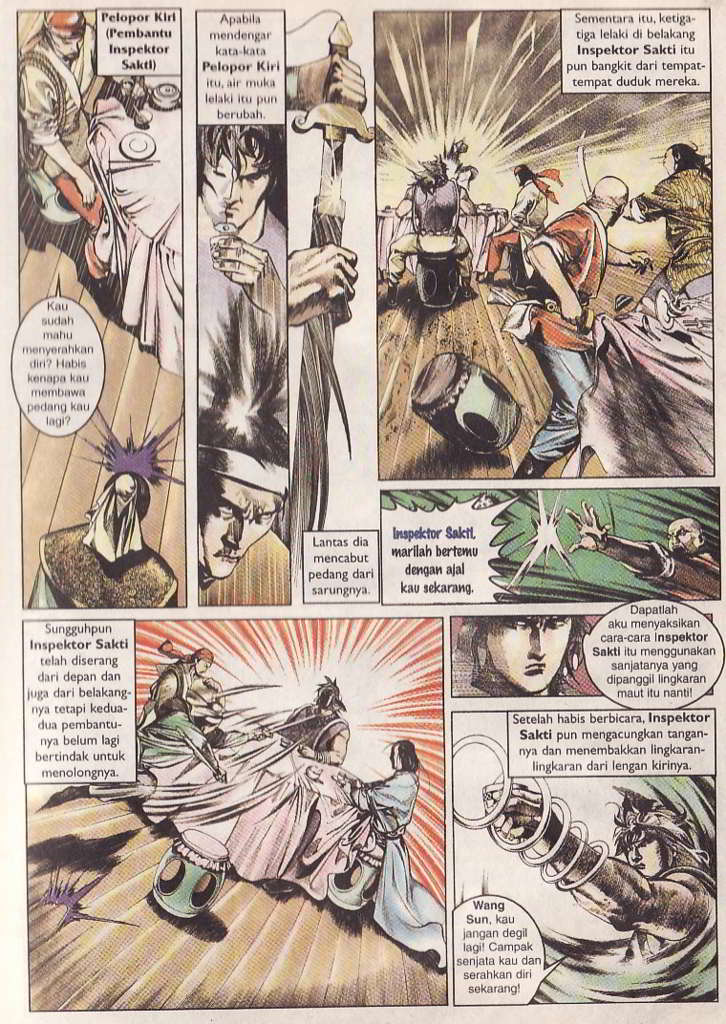 Pelopor Kiri
(Pembantu
Inspektor
Sakti)
Kau
sudah
mahu
menyerahkan
diri? Habis
kenapa kau
membawa
pedang kau
lagi?
Apabila
mendengar
kata-kata
Pelopor Kiri
itu, air muka
lelaki itu pun
berubah.
Lantas dia
mencabut
pedang dari
sarungnya.
Sementara itu, ketiga-
tiga lelaki di belakang
Inspektor Sakti itu
pun bangkit dari tempat-
tempat duduk mereka.
Inspektor Sakti,
marilah bertemu
dengan ajal
kau sekarang.
Sungguhpun
Inspektor Sakti
telah diserang
dari depan dan
juga dari belakang-
nya tetapi kedua-
dua pembantu-
nya belum lagi
bertindak untuk
menolongnya.
Dapatlah
aku menyaksikan
cara-cara Inspektor
Sakti itu menggunakan
sanjatanya yang
dipanggil lingkaran
maut itu nanti!
Setelah habis berbicara, Inspektor
Sakti pun mengacungkan tangan-
nya dan menembakkan lingkaran-
lingkaran dari lengan kirinya.
Wang
Sun, kau
jangan degil
lagi! Campak
senjata kau dan
serahkan diri
sekarang!